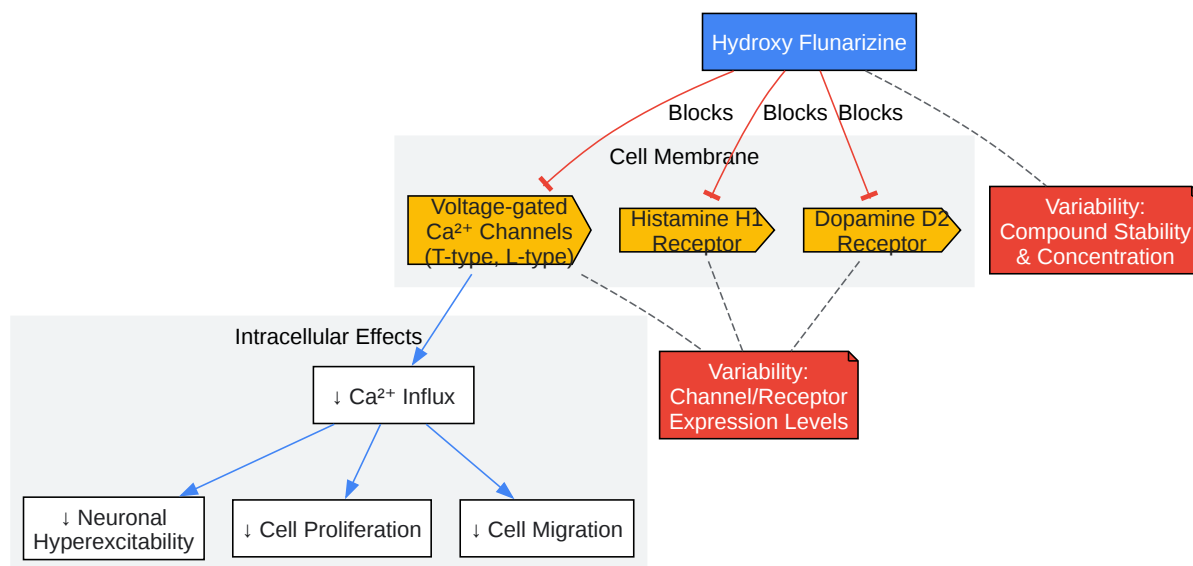 Hydroxy Flunarizine
Blocks
Blocks
Blocks
Cell Membrane
Voltage-gated
Ca²⁺ Channels
(T-type, L-type)
Histamine H1
Receptor
Dopamine D2
Receptor
Variability:
Compound Stability
& Concentration
Intracellular Effects
↓ Ca²⁺ Influx
Variability:
Channel/Receptor
Expression Levels
↓ Neuronal
Hyperexcitability
↓ Cell Proliferation
↓ Cell Migration